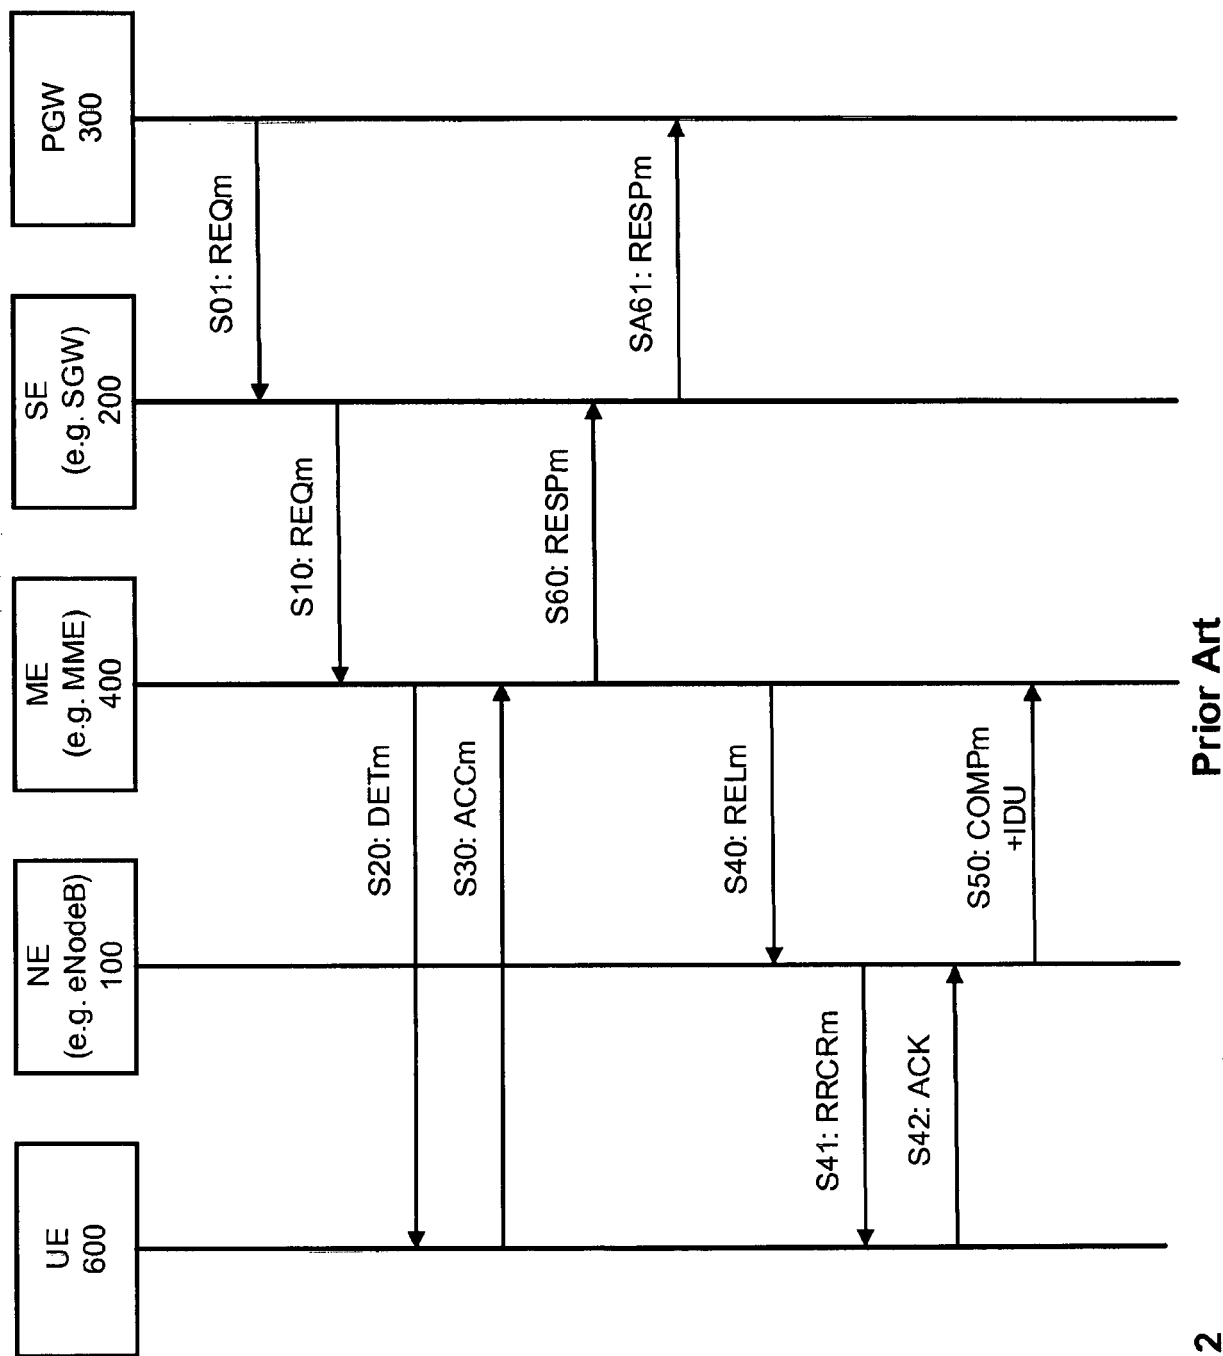 UE
600
NE
(e.g. eNodeB)
100
ME
(e.g. MME)
400
SE
(e.g. SGW)
200
PGW
300
S01: REQm
S10: REQm
S20: DETm
S30: ACCm
S60: RESPm
SA61: RESPm
S40: RELm
S41: RRCRm
S42: ACK
S50: COMPm
+IDU
2
Prior Art